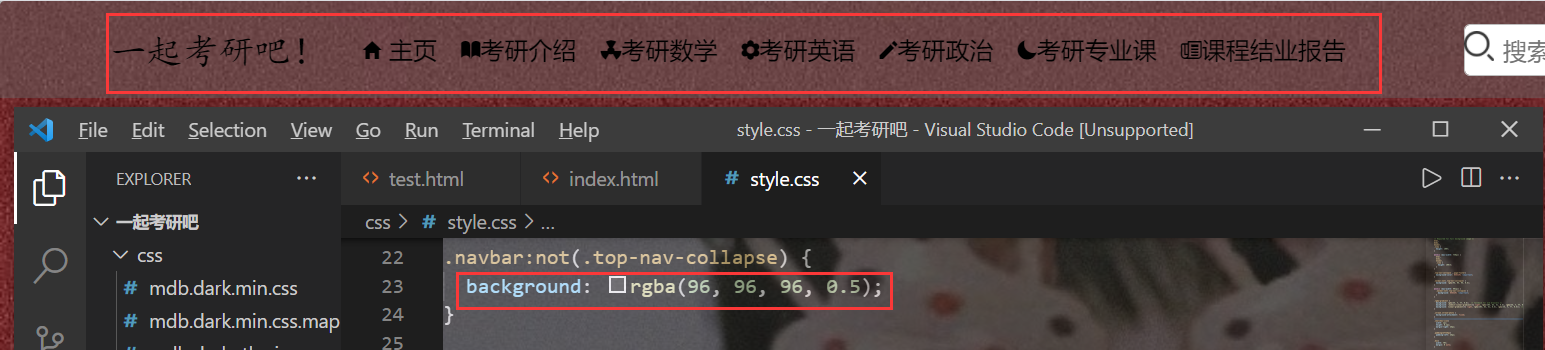 一起考研吧！ 主页 考研介绍 考研数学 考研英语 考研政治 考研专业课 课程结业报告 搜索
File Edit Selection View Go Run Terminal Help style.css - 一起考研吧 - Visual Studio Code [Unsupported]
EXPLORER ··· test.html index.html # style.css
一起考研吧 css > # style.css > ...
css
22 .navbar:not(.top-nav-collapse) {
# mdb.dark.min.css 23 background: rgba(96, 96, 96, 0.5);
# mdb.dark.min.css.map 24 }
25